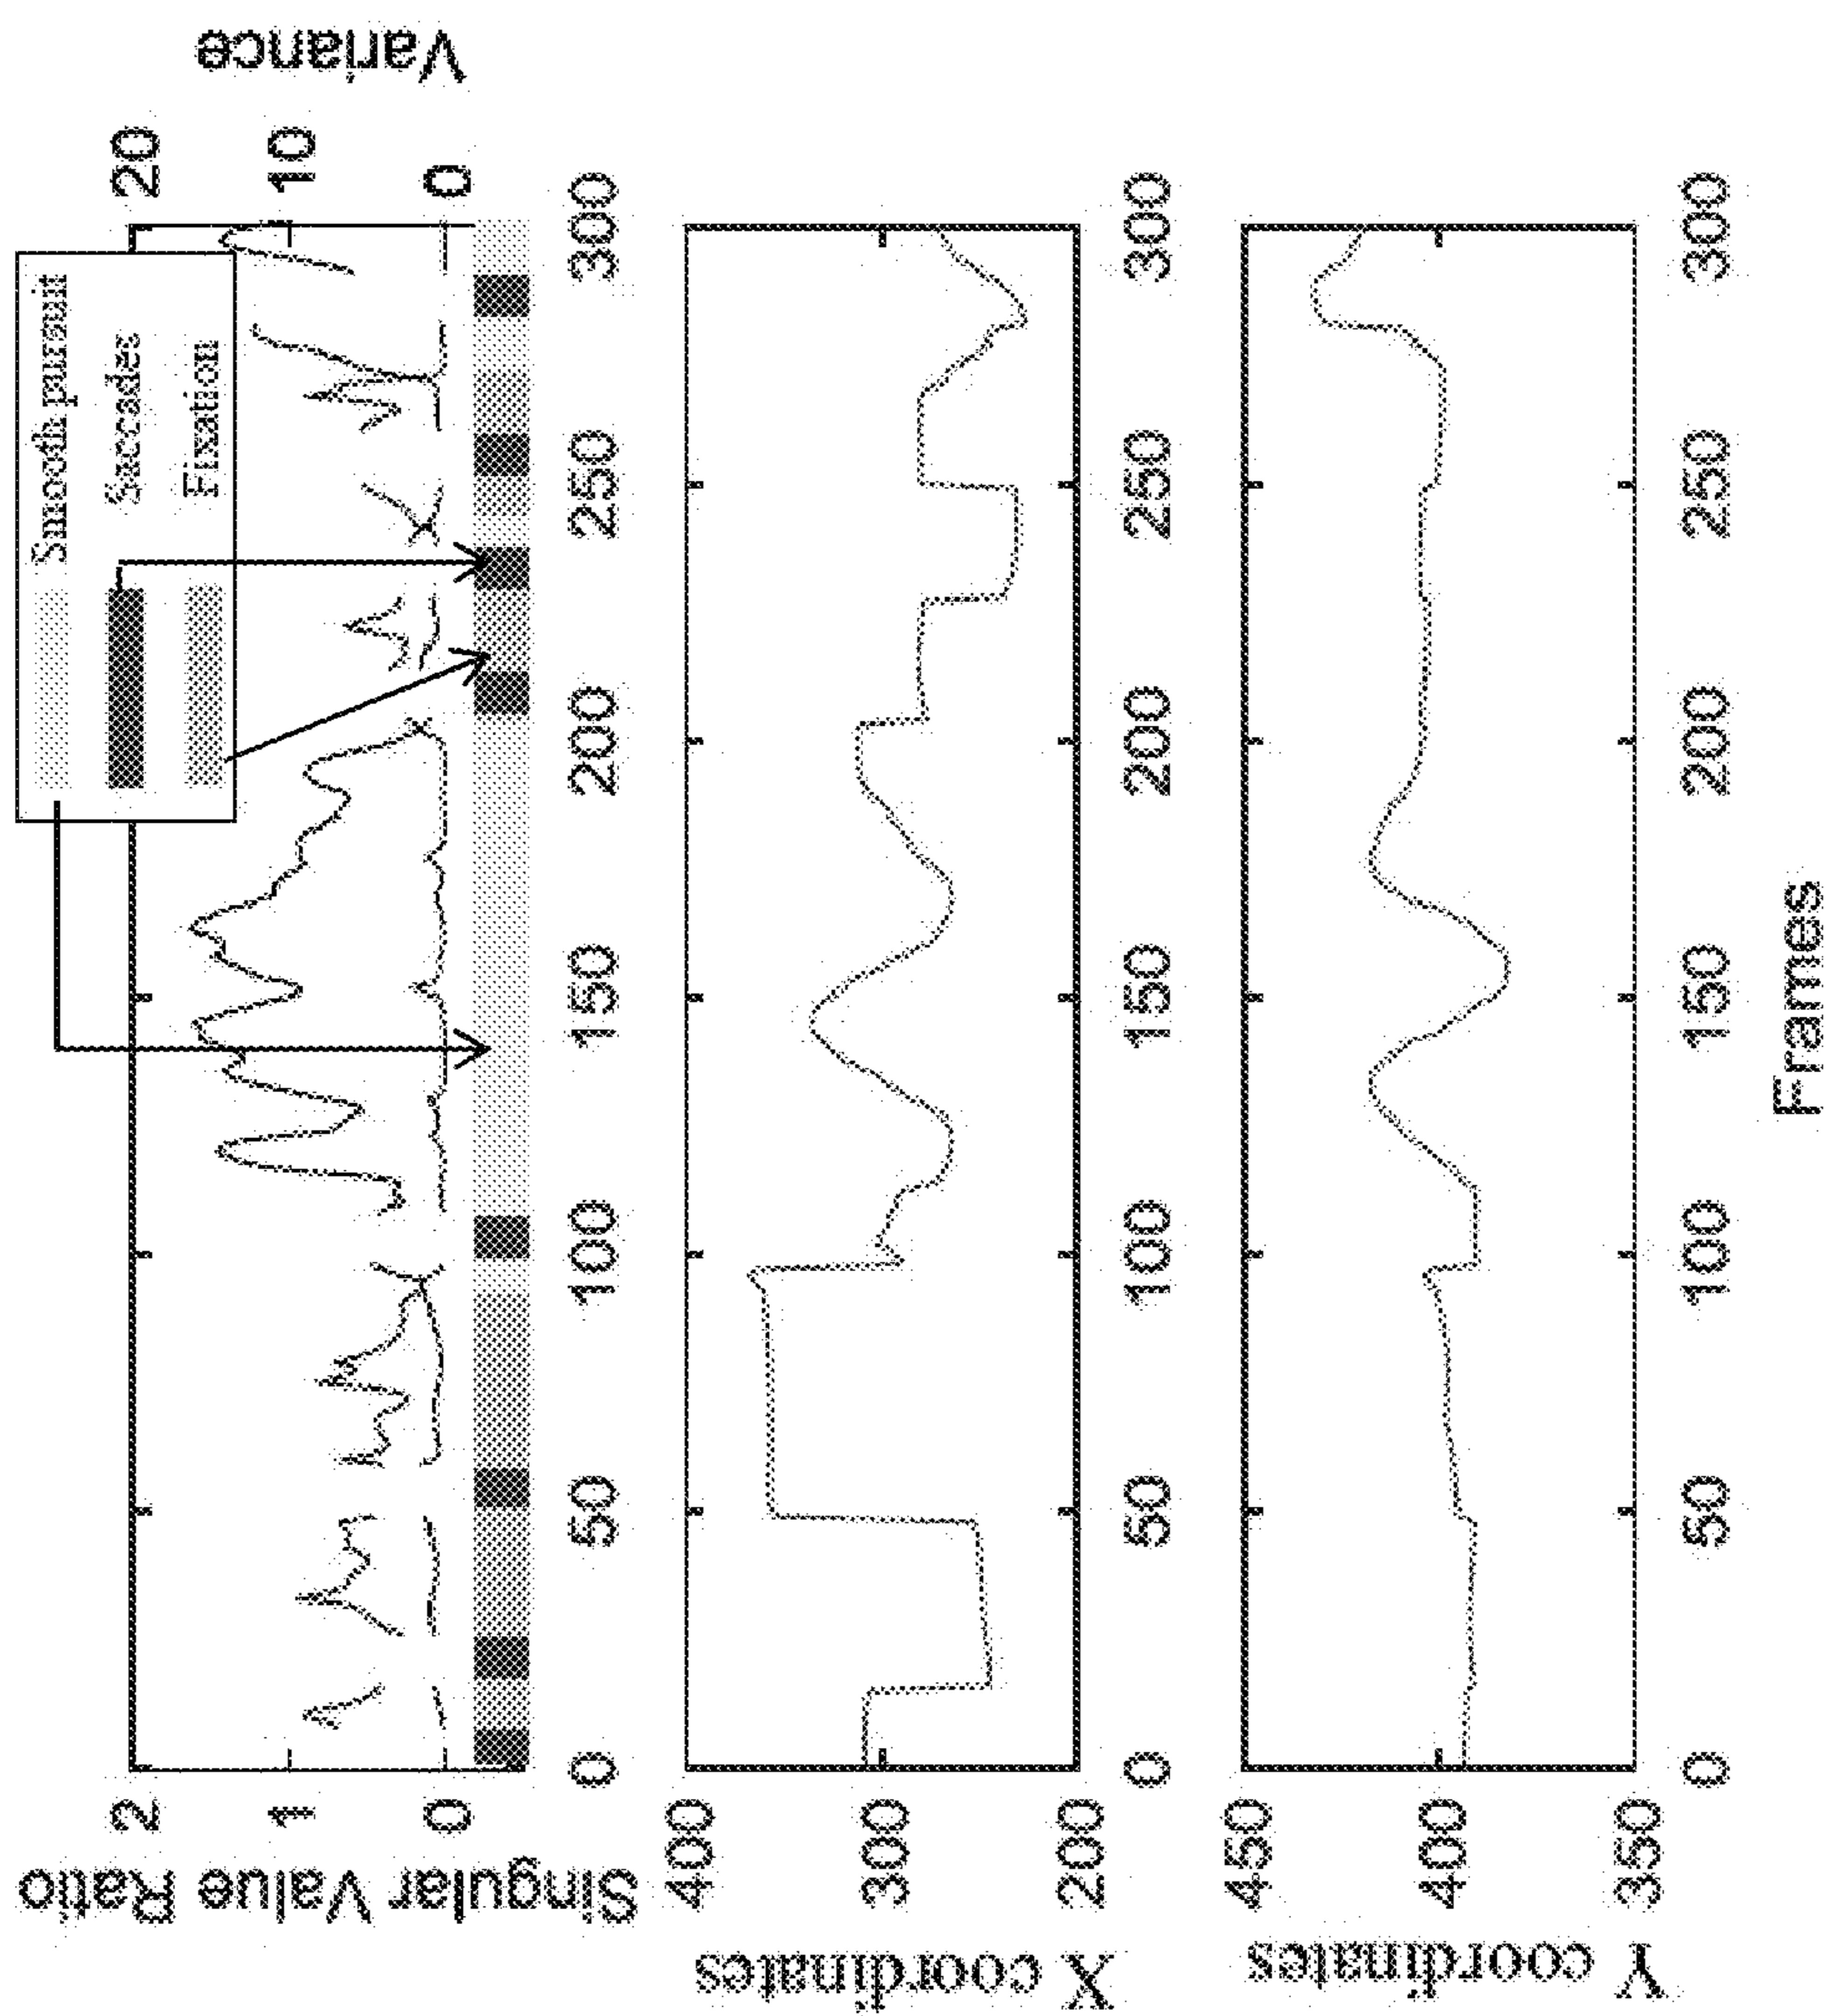 Smooth pursuit
Saccades
Fixation
Singular Value Ratio
2
1
0
Variance
20
10
0
0 50 100 150 200 250 300
X coordinates
400
300
200
0 50 100 150 200 250 300
Y coordinates
450
400
350
0 50 100 150 200 250 300
Frames